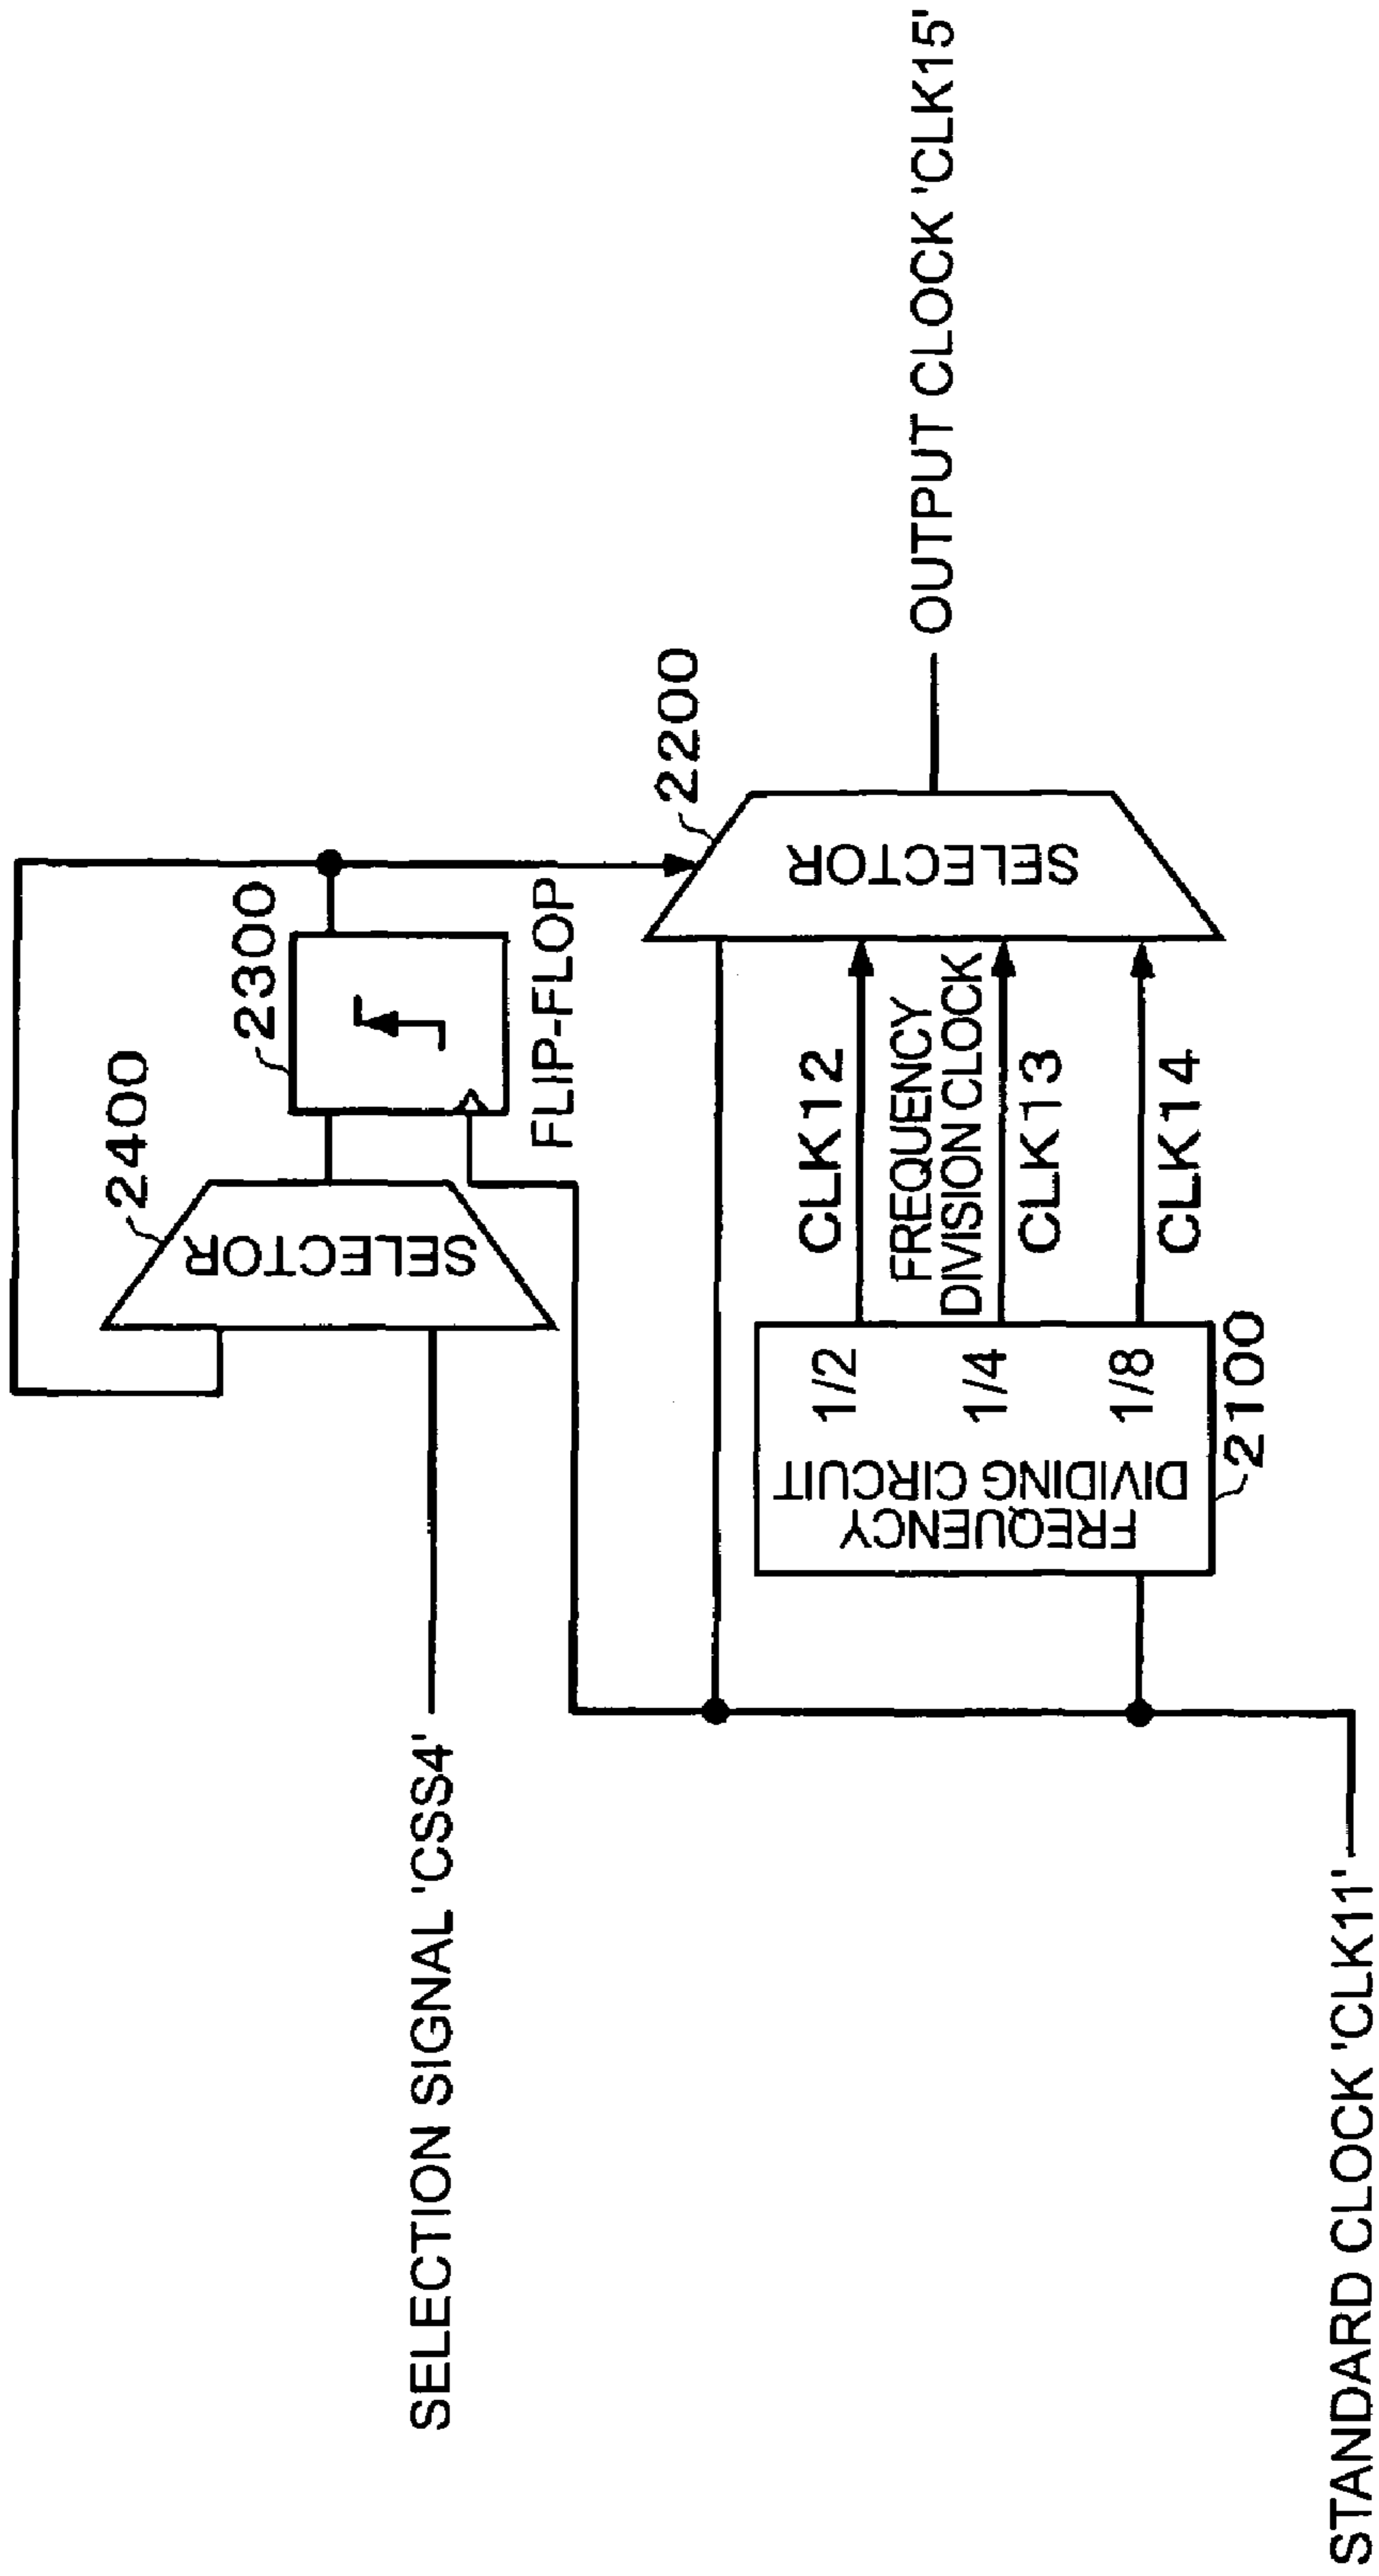 SELECTION SIGNAL 'CSS4'
2400
SELECTOR
2300
FLIP-FLOP
2200
SELECTOR
OUTPUT CLOCK 'CLK15'
CLK12
FREQUENCY
DIVISION CLOCK
CLK13
CLK14
FREQUENCY
DIVIDING CIRCUIT
1/2
1/4
1/8
2100
STANDARD CLOCK 'CLK11'